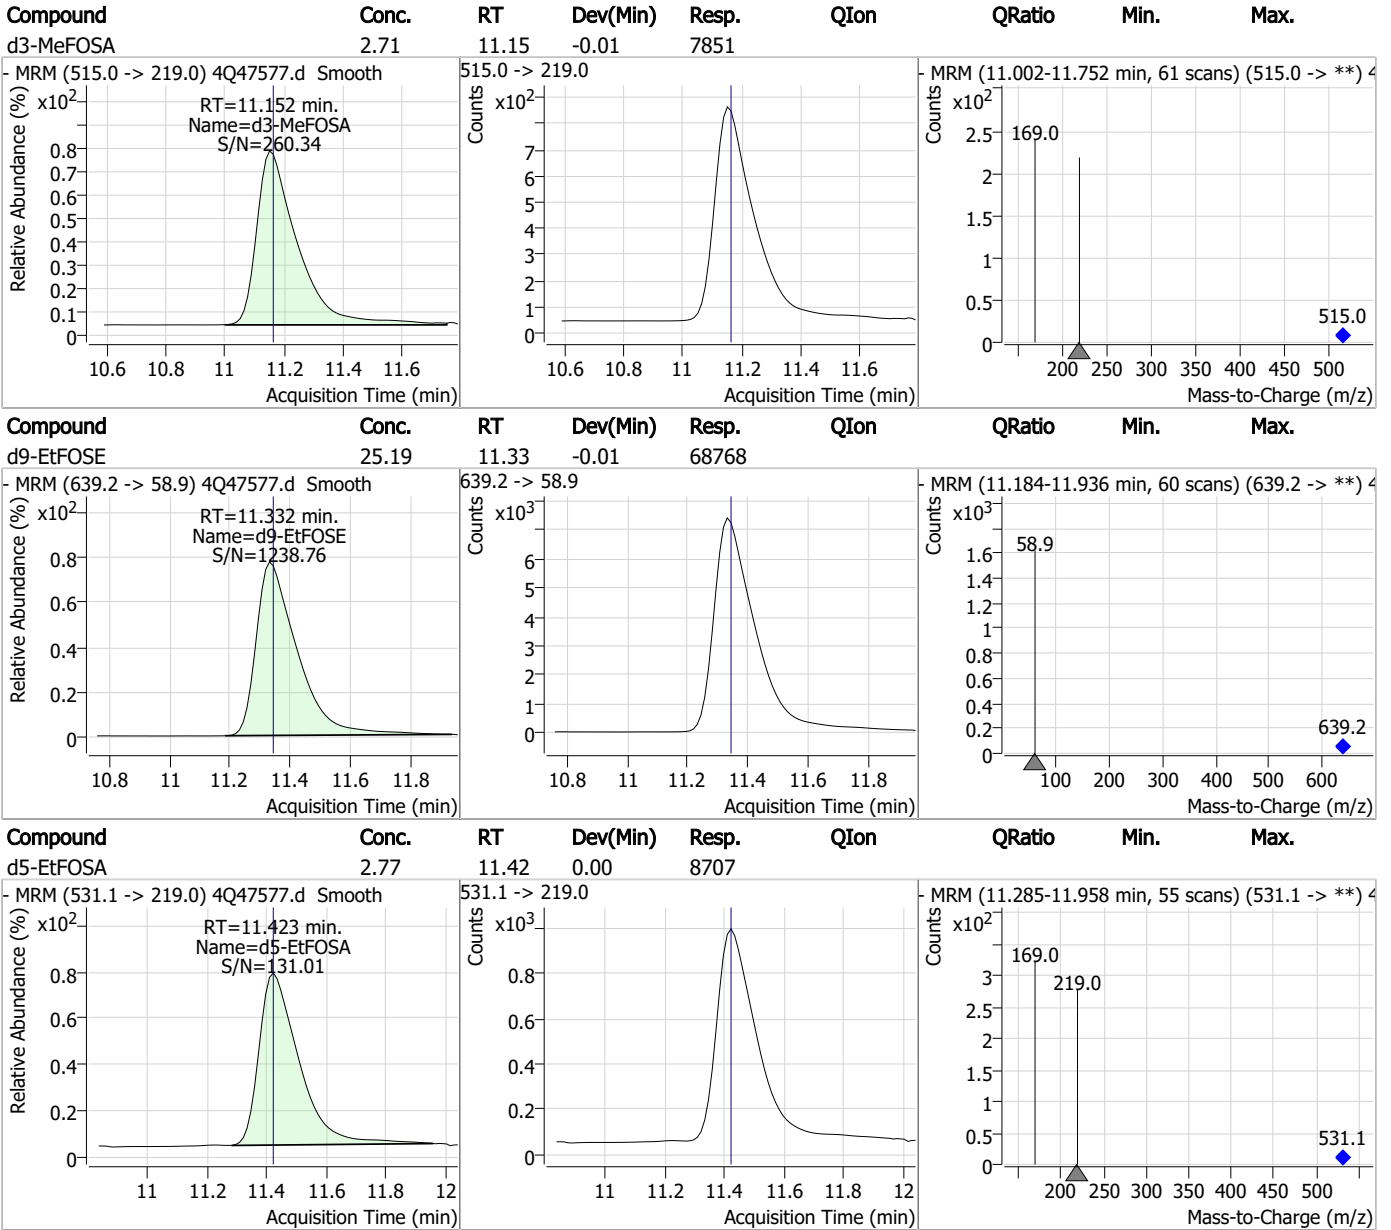 Compound Conc. RT Dev(Min) Resp. QIon QRatio Min. Max.
d3-MeFOSA 2.71 11.15 -0.01 7851
- MRM (515.0 -> 219.0) 4Q47577.d Smooth
Relative Abundance (%)
x10²
RT=11.152 min.
Name=d3-MeFOSA
S/N=260.34
0.8
0.7
0.6
0.5
0.4
0.3
0.2
0.1
0
10.6 10.8 11 11.2 11.4 11.6
Acquisition Time (min)
515.0 -> 219.0
Counts
x10²
7
6
5
4
3
2
1
0
10.6 10.8 11 11.2 11.4 11.6
Acquisition Time (min)
- MRM (11.002-11.752 min, 61 scans) (515.0 -> **) 4
Counts
x10²
2.5
2
1.5
1
0.5
0
169.0
515.0
200 250 300 350 400 450 500
Mass-to-Charge (m/z)
Compound Conc. RT Dev(Min) Resp. QIon QRatio Min. Max.
d9-EtFOSE 25.19 11.33 -0.01 68768
- MRM (639.2 -> 58.9) 4Q47577.d Smooth
Relative Abundance (%)
x10²
RT=11.332 min.
Name=d9-EtFOSE
S/N=1238.76
0.8
0.6
0.4
0.2
0
10.8 11 11.2 11.4 11.6 11.8
Acquisition Time (min)
639.2 -> 58.9
Counts
x10³
6
5
4
3
2
1
0
10.8 11 11.2 11.4 11.6 11.8
Acquisition Time (min)
- MRM (11.184-11.936 min, 60 scans) (639.2 -> **) 4
Counts
x10³
1.6
1.4
1.2
1
0.8
0.6
0.4
0.2
0
58.9
639.2
100 200 300 400 500 600
Mass-to-Charge (m/z)
Compound Conc. RT Dev(Min) Resp. QIon QRatio Min. Max.
d5-EtFOSA 2.77 11.42 0.00 8707
- MRM (531.1 -> 219.0) 4Q47577.d Smooth
Relative Abundance (%)
x10²
RT=11.423 min.
Name=d5-EtFOSA
S/N=131.01
0.8
0.6
0.4
0.2
0
11 11.2 11.4 11.6 11.8 12
Acquisition Time (min)
531.1 -> 219.0
Counts
x10³
0.8
0.6
0.4
0.2
0
11 11.2 11.4 11.6 11.8 12
Acquisition Time (min)
- MRM (11.285-11.958 min, 55 scans) (531.1 -> **) 4
Counts
x10²
3
2.5
2
1.5
1
0.5
0
169.0
219.0
531.1
200 250 300 350 400 450 500
Mass-to-Charge (m/z)